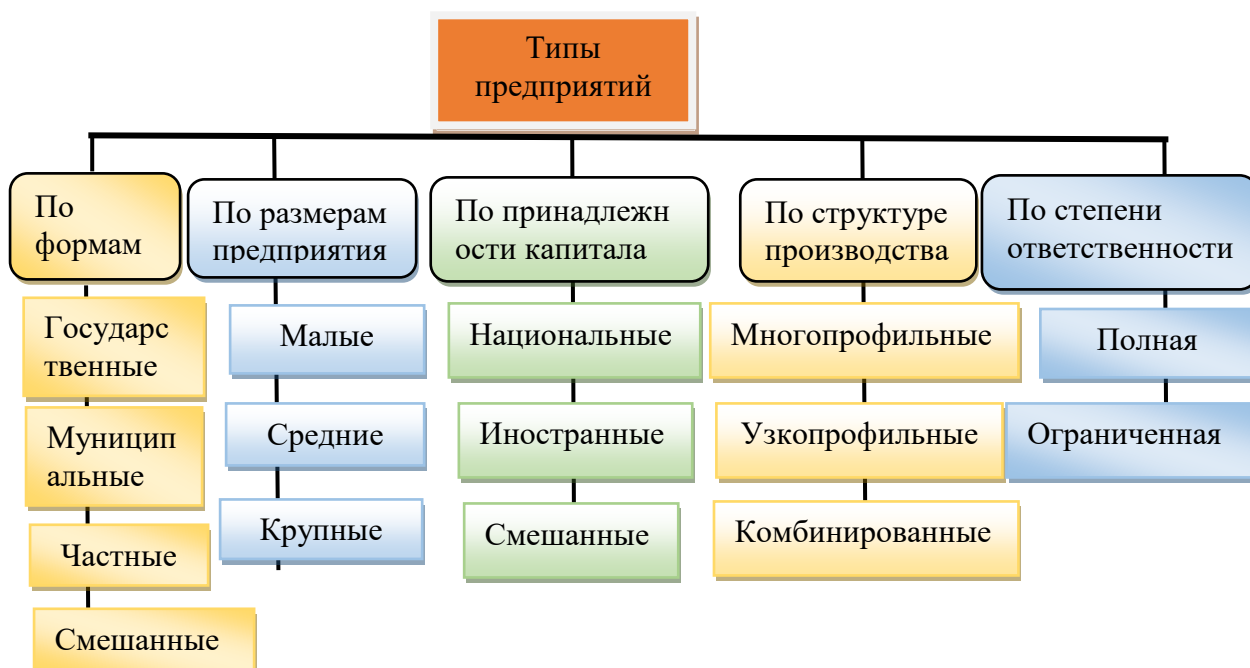 Типы
предприятий
По
формам
Государс
твенные
Муницип
альные
Частные
Смешанные
По размерам
предприятия
Малые
Средние
Крупные
По принадлежн
ости капитала
Национальные
Иностранные
Смешанные
По структуре
производства
Многопрофильные
Узкопрофильные
Комбинированные
По степени
ответственности
Полная
Ограниченная